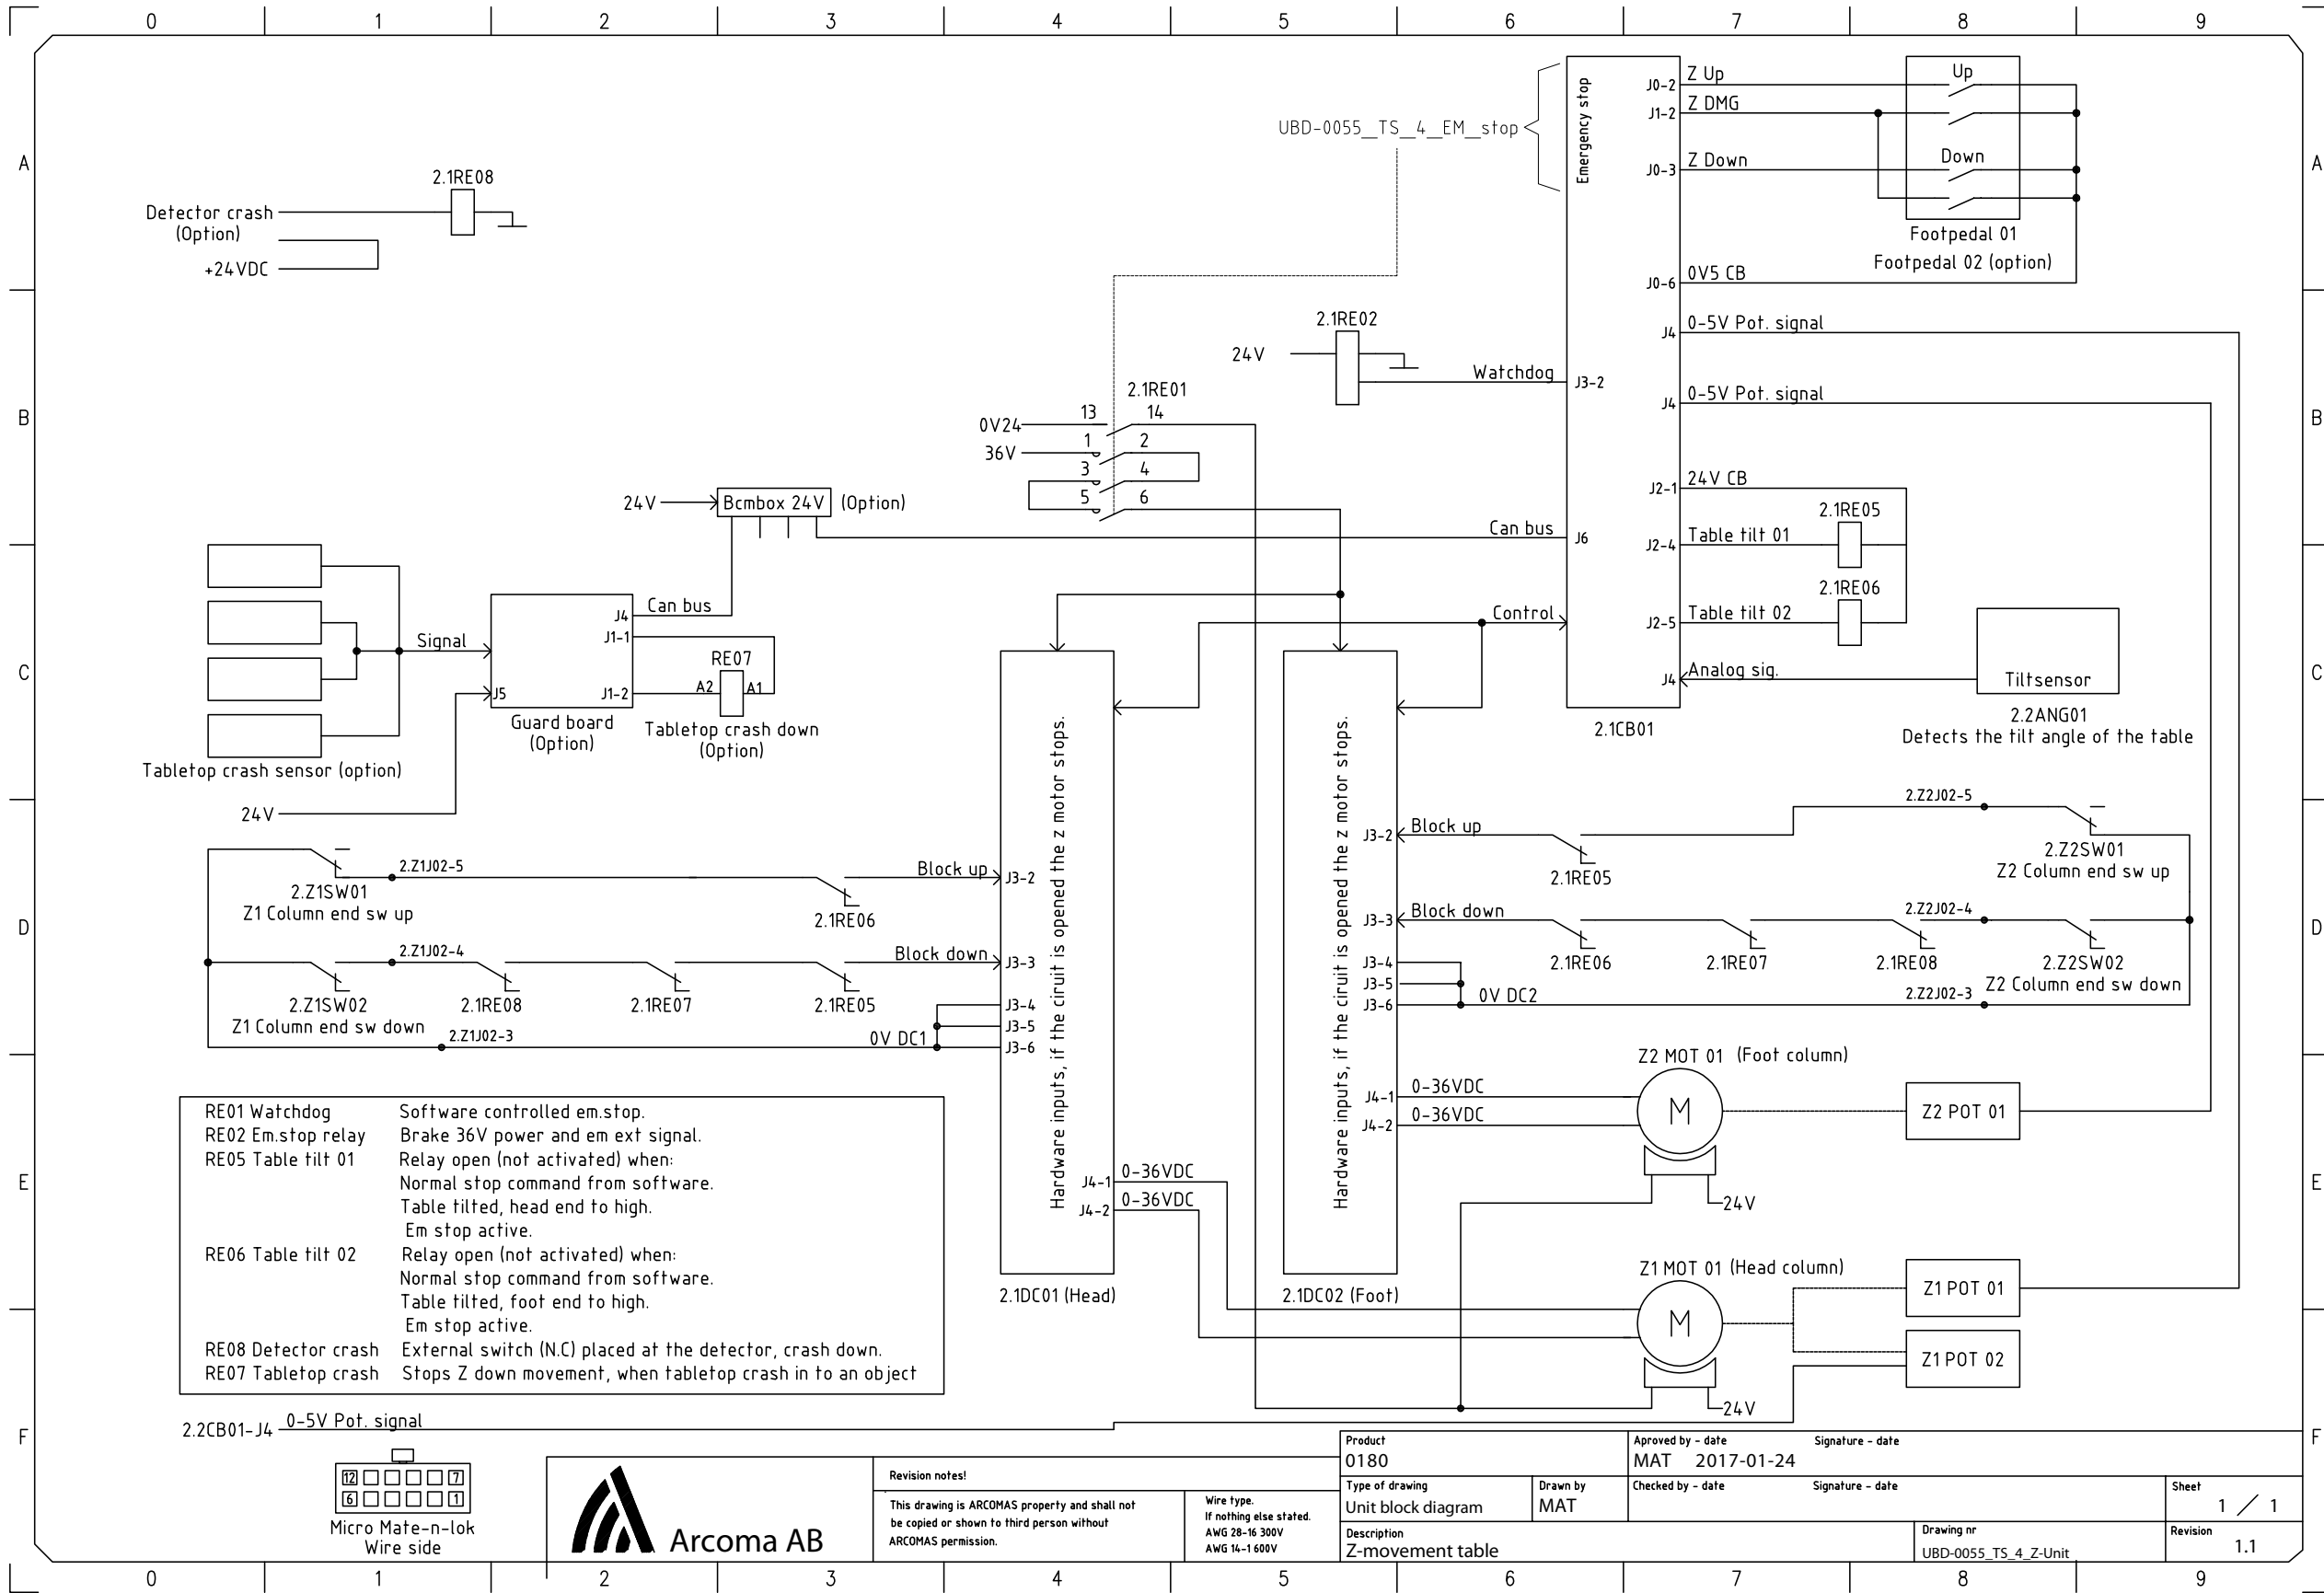 0 1 2 3 4 5 6 7 8 9
A
B
C
D
E
F
A
B
C
D
E
F
Detector crash
(Option)
+24VDC
2.1RE08
UBD-0055_TS_4_EM_stop
Emergency stop
J0-2 Z Up
J1-2 Z DMG
J0-3 Z Down
J0-6 0V5 CB
J4 0-5V Pot. signal
J4 0-5V Pot. signal
J2-1 24V CB
J2-4 Table tilt 01
J2-5 Table tilt 02
J4 Analog sig.
Up
Down
Footpedal 01
Footpedal 02 (option)
2.1RE05
2.1RE06
Tiltsensor
2.2ANG01
Detects the tilt angle of the table
2.1CB01
2.1RE02
24V
Watchdog J3-2
2.1RE01
0V24 13 14
36V 1 2
3 4
5 6
Can bus J6
Control
24V Bcmbox 24V (Option)
Signal
J4 Can bus
J1-1
J5 J1-2
RE07
A2 A1
Guard board
(Option)
Tabletop crash down
(Option)
Tabletop crash sensor (option)
24V
2.Z1SW01
Z1 Column end sw up
2.Z1J02-5
2.1RE06
Block up J3-2
2.Z1SW02
Z1 Column end sw down
2.Z1J02-4
2.1RE08
2.1RE07
2.1RE05
Block down J3-3
J3-4
J3-5
0V DC1 J3-6
2.Z1J02-3
Hardware inputs, if the ciruit is opened the z motor stops.
J4-1 0-36VDC
J4-2 0-36VDC
2.1DC01 (Head)
Hardware inputs, if the ciruit is opened the z motor stops.
J3-2 Block up
2.1RE05
2.Z2J02-5
2.Z2SW01
Z2 Column end sw up
J3-3 Block down
2.1RE06
2.1RE07
2.1RE08
2.Z2J02-4
2.Z2SW02
Z2 Column end sw down
J3-4
J3-5
J3-6 0V DC2
2.Z2J02-3
J4-1 0-36VDC
J4-2 0-36VDC
2.1DC02 (Foot)
Z2 MOT 01 (Foot column)
M
24V
Z2 POT 01
Z1 MOT 01 (Head column)
M
24V
Z1 POT 01
Z1 POT 02
RE01 Watchdog Software controlled em.stop.
RE02 Em.stop relay Brake 36V power and em ext signal.
RE05 Table tilt 01 Relay open (not activated) when:
Normal stop command from software.
Table tilted, head end to high.
Em stop active.
RE06 Table tilt 02 Relay open (not activated) when:
Normal stop command from software.
Table tilted, foot end to high.
Em stop active.
RE08 Detector crash External switch (N.C) placed at the detector, crash down.
RE07 Tabletop crash Stops Z down movement, when tabletop crash in to an object
2.2CB01-J4 0-5V Pot. signal
12 7
6 1
Micro Mate-n-lok
Wire side
Arcoma AB
Revision notes!
This drawing is ARCOMAS property and shall not
be copied or shown to third person without
ARCOMAS permission.
Wire type.
If nothing else stated.
AWG 28-16 300V
AWG 14-1 600V
Product
0180
Aproved by - date Signature - date
MAT 2017-01-24
Type of drawing
Unit block diagram
Drawn by
MAT
Checked by - date Signature - date
Sheet
1 / 1
Description
Z-movement table
Drawing nr
UBD-0055_TS_4_Z-Unit
Revision
1.1
0 1 2 3 4 5 6 7 8 9